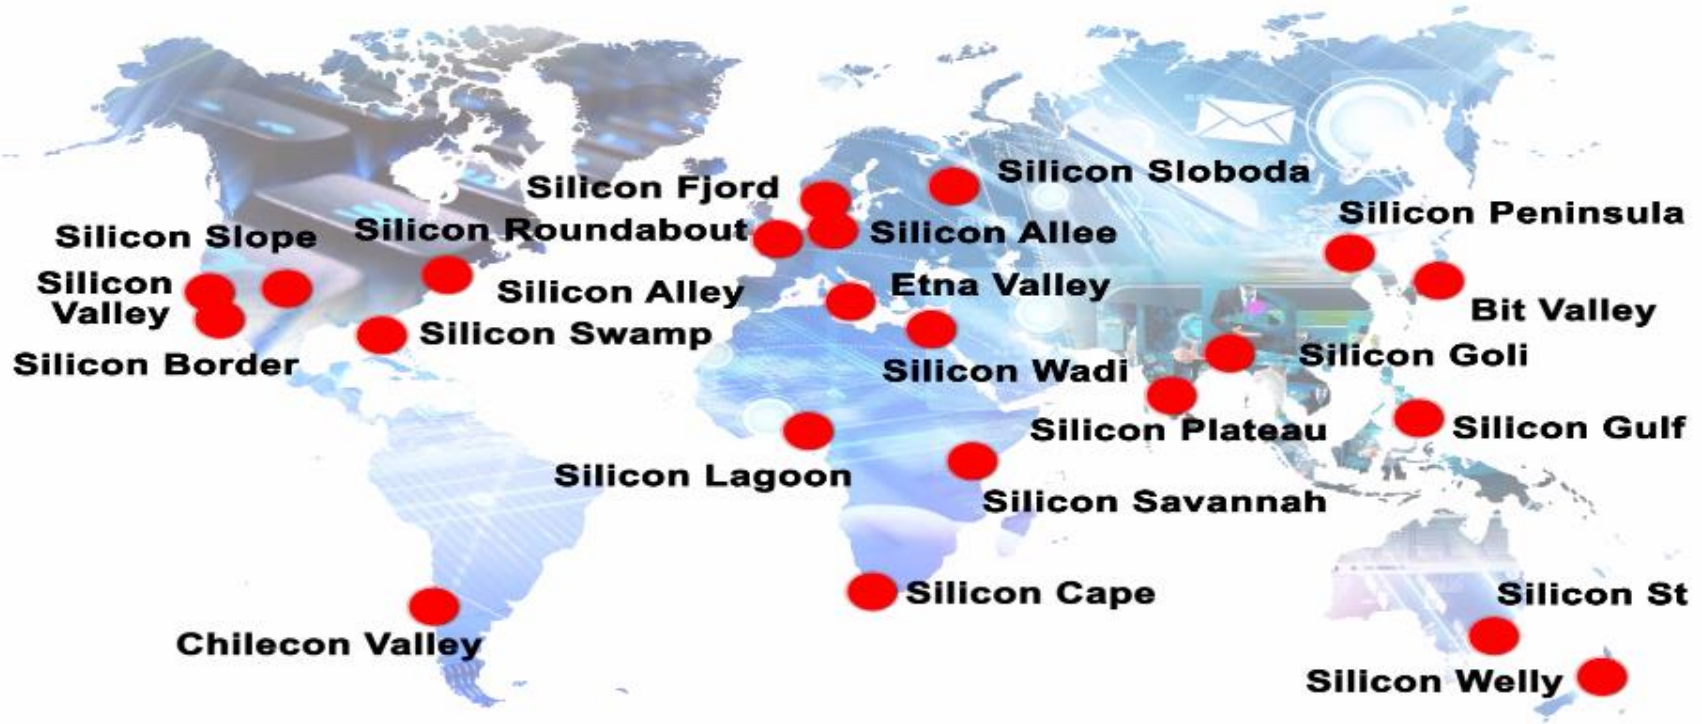 Silicon Sloboda
Silicon Fjord
Silicon Peninsula
Silicon Roundabout
Silicon Allee
Silicon Slope
Silicon
Valley
Etna Valley
Silicon Alley
Bit Valley
Silicon Swamp
Silicon Goli
Silicon Border
Silicon Wadi
Silicon Plateau
Silicon Gulf
Silicon Lagoon
Silicon Savannah
Silicon Cape
Silicon St
Chilecon Valley
Silicon Welly